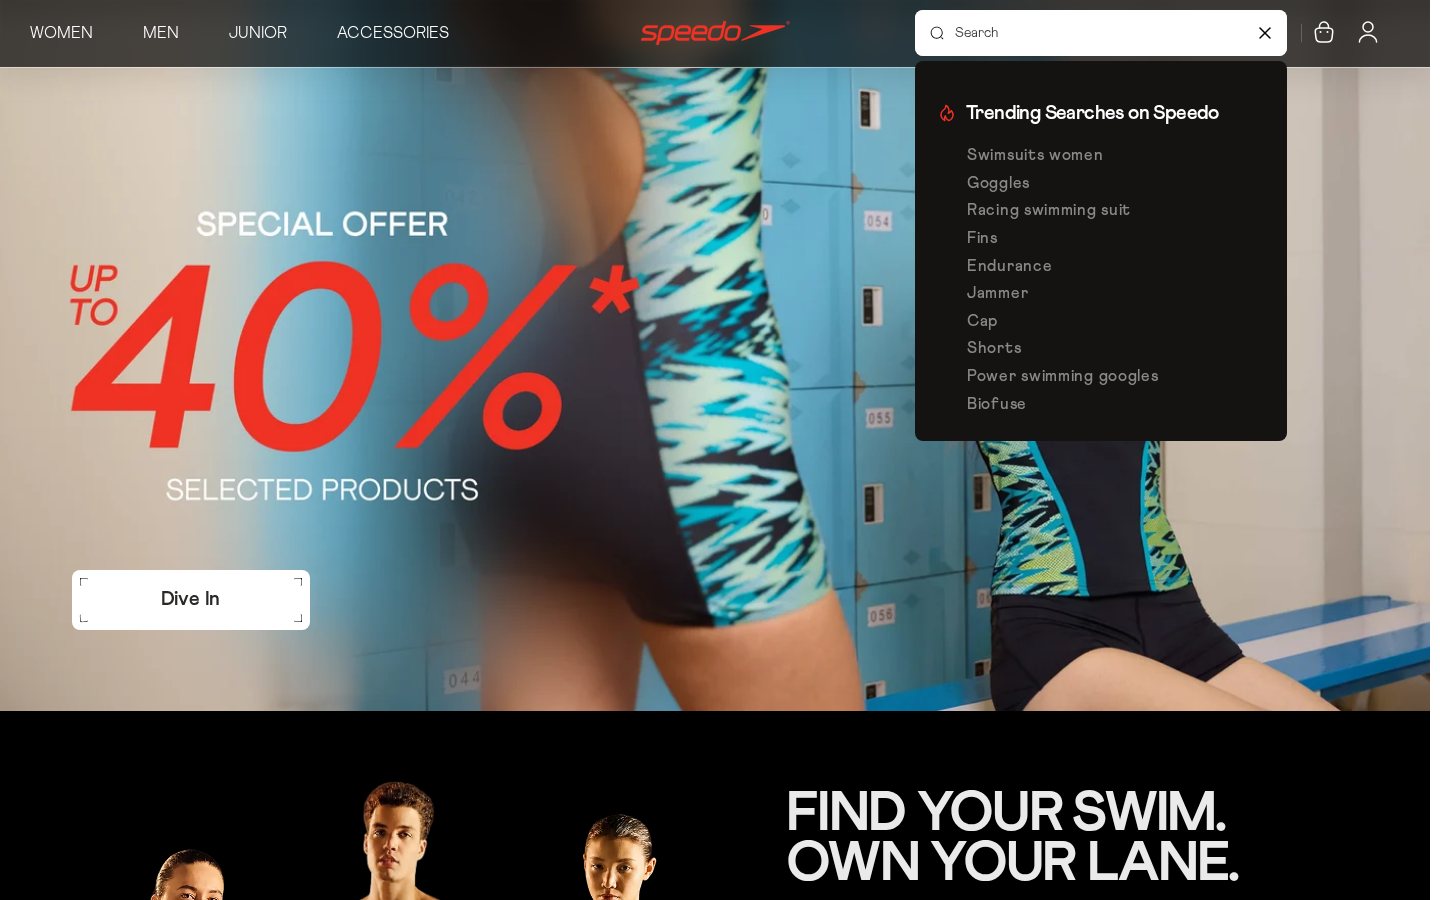 WOMEN
MEN
JUNIOR
ACCESSORIES
speedo
Search
Trending Searches on Speedo
Swimsuits women
Goggles
Racing swimming suit
Fins
Endurance
Jammer
Cap
Shorts
Power swimming googles
Biofuse
SPECIAL OFFER
UP
TO
40%*
SELECTED PRODUCTS
Dive In
054
055
056
044
FIND YOUR SWIM.
OWN YOUR LANE.